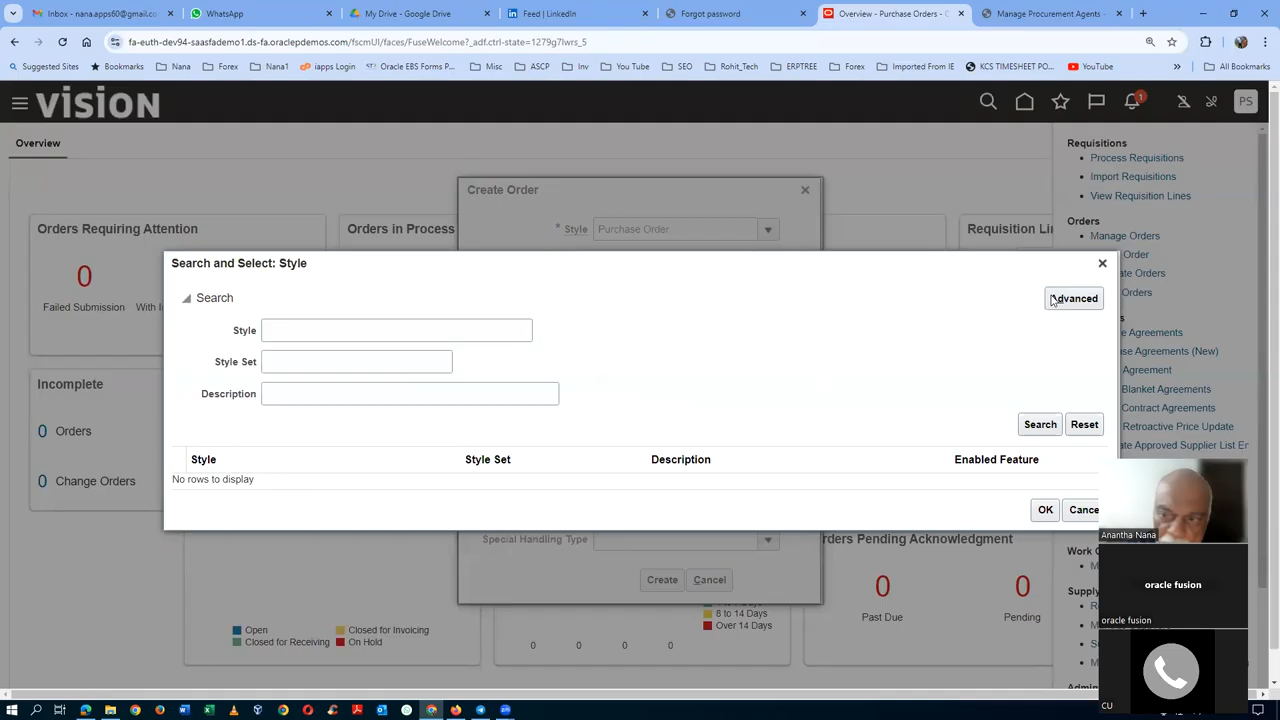 Inbox - nana.apps60@gmail.com
WhatsApp
My Drive - Google Drive
Feed | LinkedIn
Forgot password
Overview - Purchase Orders - O
Manage Procurement Agents -
fa-euth-dev94-saasfademo1.ds-fa.oraclepdemos.com/fscmUI/faces/FuseWelcome?_adf.ctrl-state=1279g7lwrs_5
Suggested Sites
Bookmarks
Nana
Forex
Nana1
iapps Login
Oracle EBS Forms P...
Misc
ASCP
Inv
You Tube
SEO
Rohit_Tech
ERPTREE
Forex
Imported From IE
KCS TIMESHEET PO...
YouTube
All Bookmarks
VISION
1
PS
Overview
Requisitions
Process Requisitions
Import Requisitions
View Requisition Lines
Orders
Manage Orders
Order
ate Orders
Orders
s
e Agreements
use Agreements (New)
Agreement
Blanket Agreements
Contract Agreements
Retroactive Price Update
te Approved Supplier List En
Create Order
* Style
Purchase Order
Orders Requiring Attention
0
Failed Submission
With I
Orders in Process
Requisition Lin
Incomplete
0 Orders
0 Change Orders
Search and Select: Style
Search
Advanced
Style
Style Set
Description
Search
Reset
Style
Style Set
Description
Enabled Feature
No rows to display
OK
Cance
Special Handling Type
Create
Cancel
rders Pending Acknowledgment
0
Past Due
0
Pending
Open
Closed for Invoicing
Closed for Receiving
On Hold
8 to 14 Days
Over 14 Days
0
0
0
0
Work C
Supply
Admin
Anantha Nana
oracle fusion
oracle fusion
CU